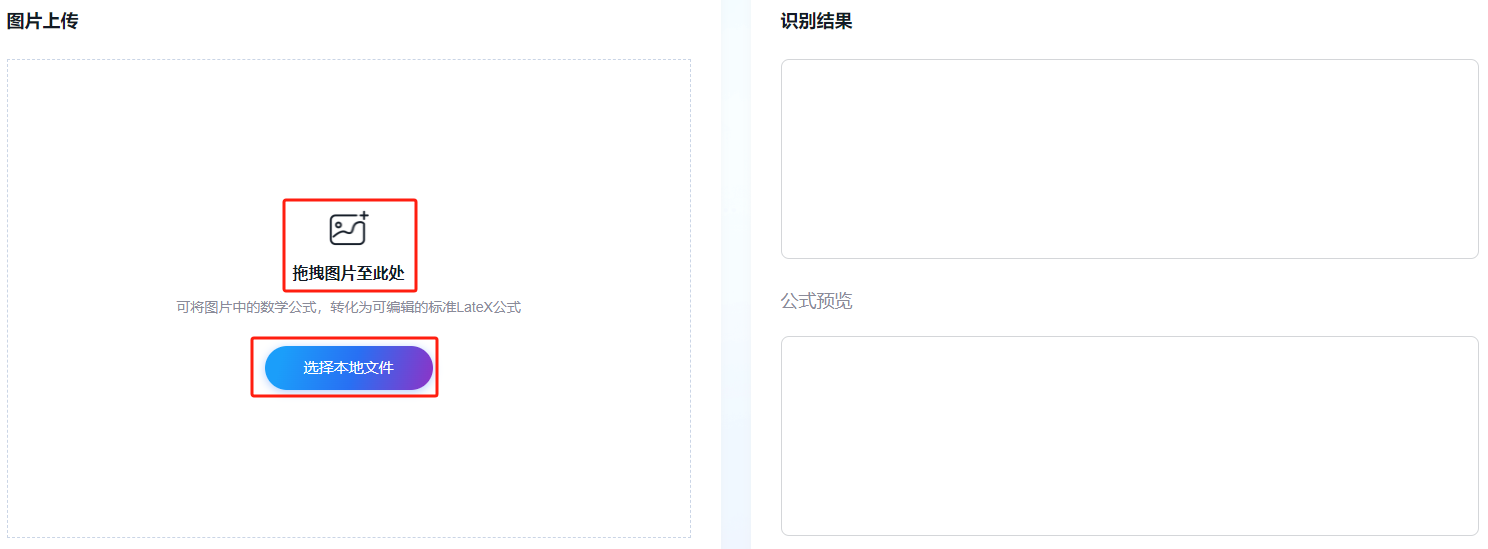 图片上传
拖拽图片至此处
可将图片中的数学公式，转化为可编辑的标准LateX公式
选择本地文件
识别结果
公式预览